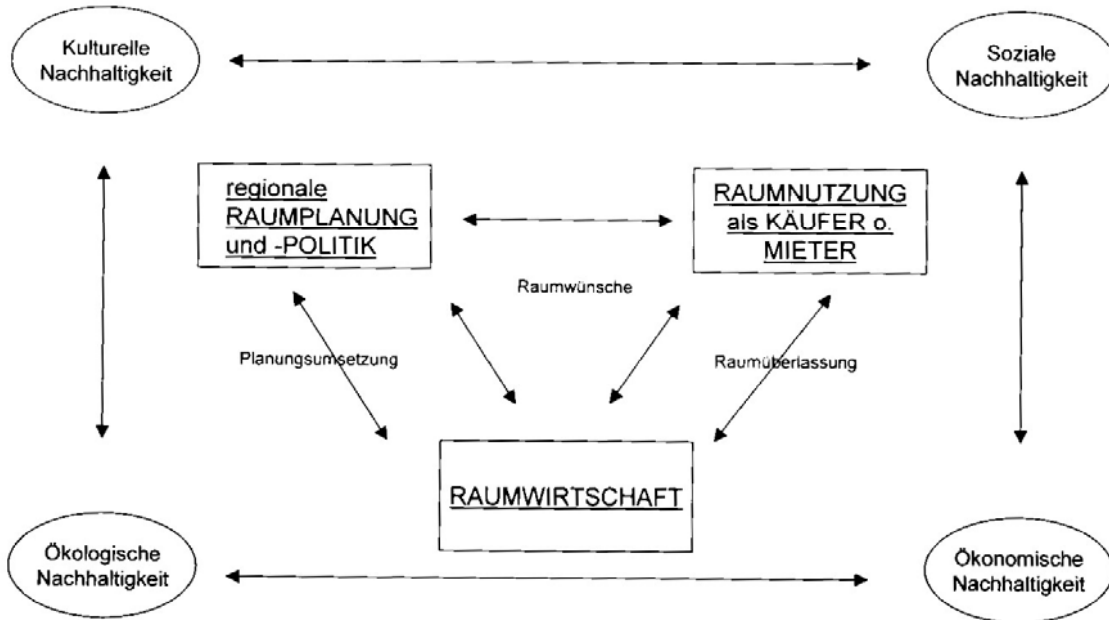 Kulturelle
Nachhaltigkeit
Soziale
Nachhaltigkeit
regionale
RAUMPLANUNG
und -POLITIK
RAUMNUTZUNG
als KÄUFER o.
MIETER
Raumwünsche
Planungsumsetzung
Raumüberlassung
RAUMWIRTSCHAFT
Ökologische
Nachhaltigkeit
Ökonomische
Nachhaltigkeit